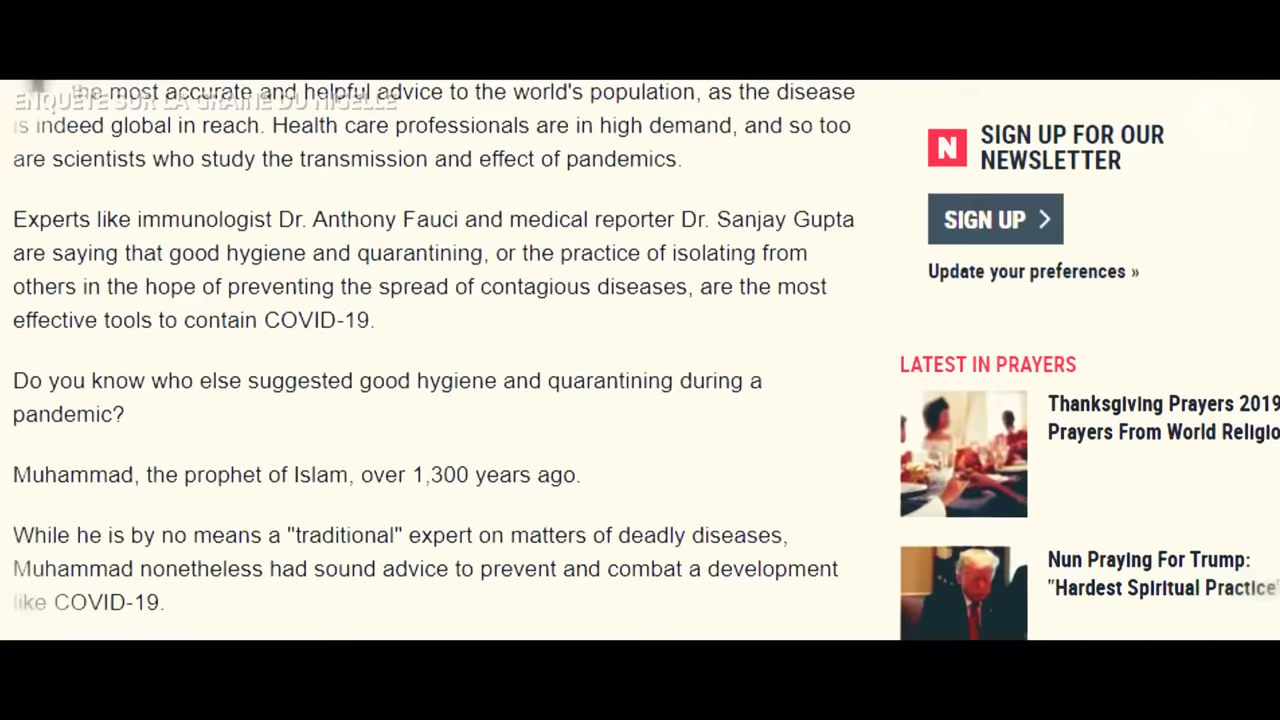 ENQUÊTE SUR LA GRAINE DU NIGELLE
the most accurate and helpful advice to the world's population, as the disease
is indeed global in reach. Health care professionals are in high demand, and so too
are scientists who study the transmission and effect of pandemics.
Experts like immunologist Dr. Anthony Fauci and medical reporter Dr. Sanjay Gupta
are saying that good hygiene and quarantining, or the practice of isolating from
others in the hope of preventing the spread of contagious diseases, are the most
effective tools to contain COVID-19.
Do you know who else suggested good hygiene and quarantining during a
pandemic?
Muhammad, the prophet of Islam, over 1,300 years ago.
While he is by no means a "traditional" expert on matters of deadly diseases,
Muhammad nonetheless had sound advice to prevent and combat a development
like COVID-19.
N
SIGN UP FOR OUR
NEWSLETTER
SIGN UP >
Update your preferences »
LATEST IN PRAYERS
Thanksgiving Prayers 2019
Prayers From World Religio
Nun Praying For Trump:
"Hardest Spiritual Practice"